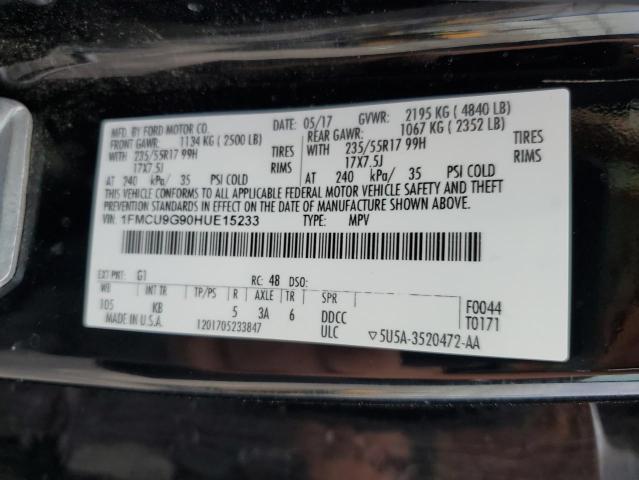 MFD. BY FORD MOTOR CO.
DATE: 05/17 GVWR: 2195 KG ( 4840 LB)
FRONT GAWR: 1134 KG ( 2500 LB) REAR GAWR: 1067 KG ( 2352 LB)
WITH 235/55R17 99H TIRES WITH 235/55R17 99H TIRES
17X7.5J RIMS 17X7.5J RIMS
AT 240 kPa/ 35 PSI COLD AT 240 kPa/ 35 PSI COLD
THIS VEHICLE CONFORMS TO ALL APPLICABLE FEDERAL MOTOR VEHICLE SAFETY AND THEFT
PREVENTION STANDARDS IN EFFECT ON THE DATE OF MANUFACTURE SHOWN ABOVE.
VIN: 1FMCU9G90HUE15233 TYPE: MPV
EXT PNT: G1 RC: 48 DSO:
WB INT TR TP/PS R AXLE TR SPR
105 KB 5 3A 6 DDCC F0044
MADE IN U.S.A. 1201705233847 ULC T0171
▽5U5A-3520472-AA